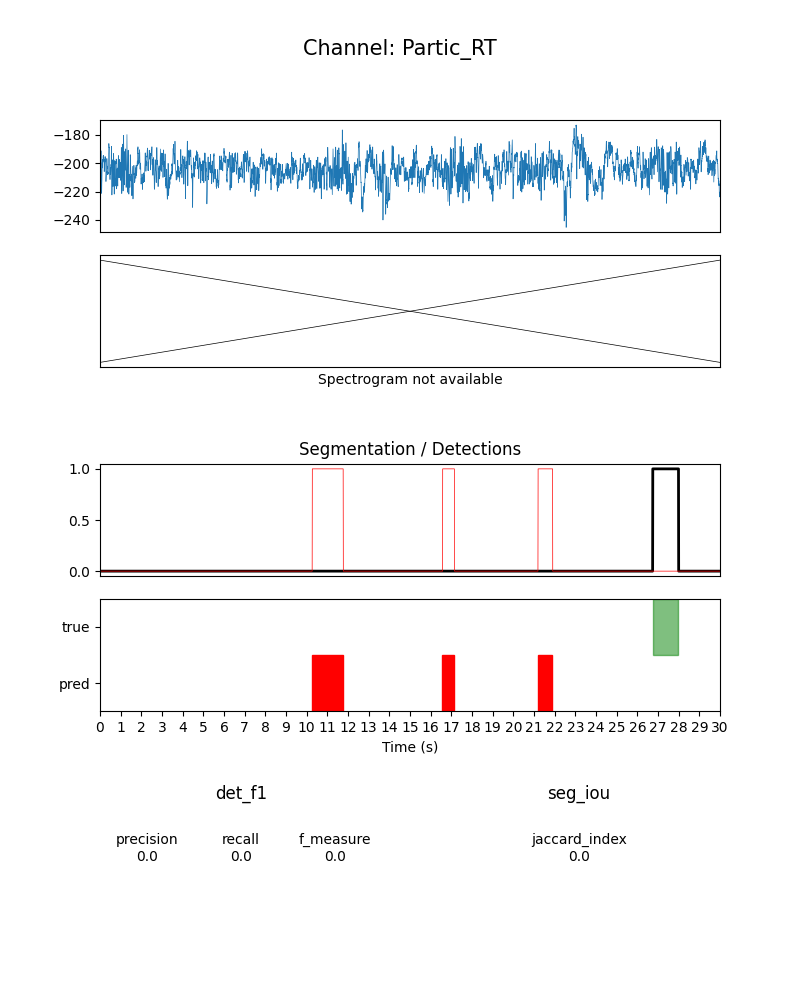 Channel: Partic_RT
−180
−200
−220
−240
Spectrogram not available
Segmentation / Detections
1.0
0.5
0.0
true
pred
0 1 2 3 4 5 6 7 8 9 10 11 12 13 14 15 16 17 18 19 20 21 22 23 24 25 26 27 28 29 30
Time (s)
det_f1 seg_iou
precision recall f_measure jaccard_index
0.0 0.0 0.0 0.0